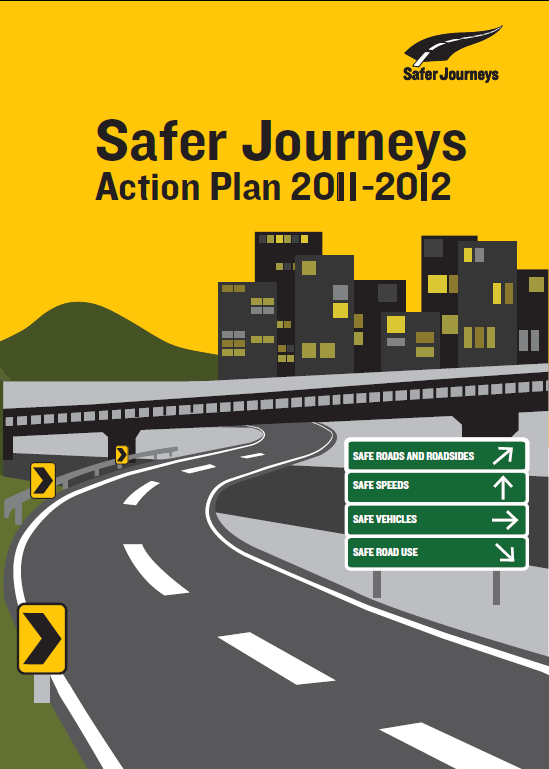 Safer Journeys
Safer Journeys
Action Plan 2011-2012
SAFE ROADS AND ROADSIDES
SAFE SPEEDS
SAFE VEHICLES
SAFE ROAD USE